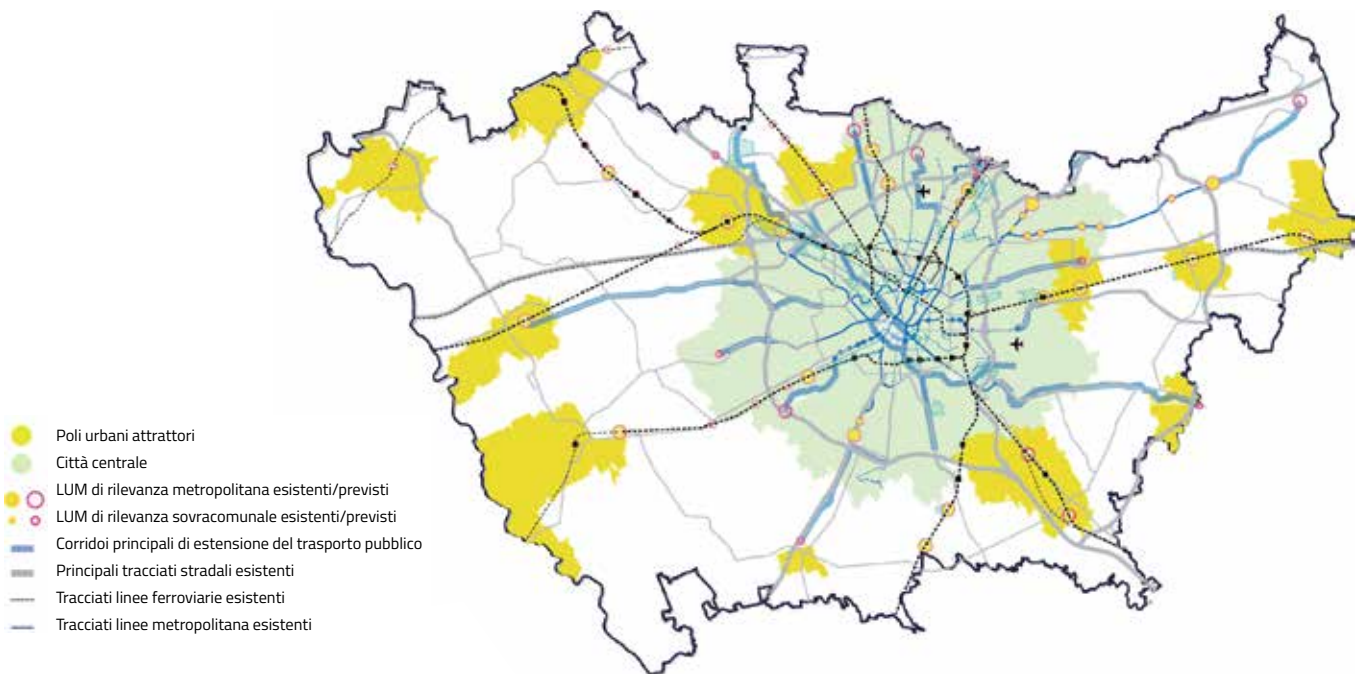 Poli urbani attrattori
Città centrale
LUM di rilevanza metropolitana esistenti/previsti
LUM di rilevanza sovracomunale esistenti/previsti
Corridoi principali di estensione del trasporto pubblico
Principali tracciati stradali esistenti
Tracciati linee ferroviarie esistenti
Tracciati linee metropolitana esistenti